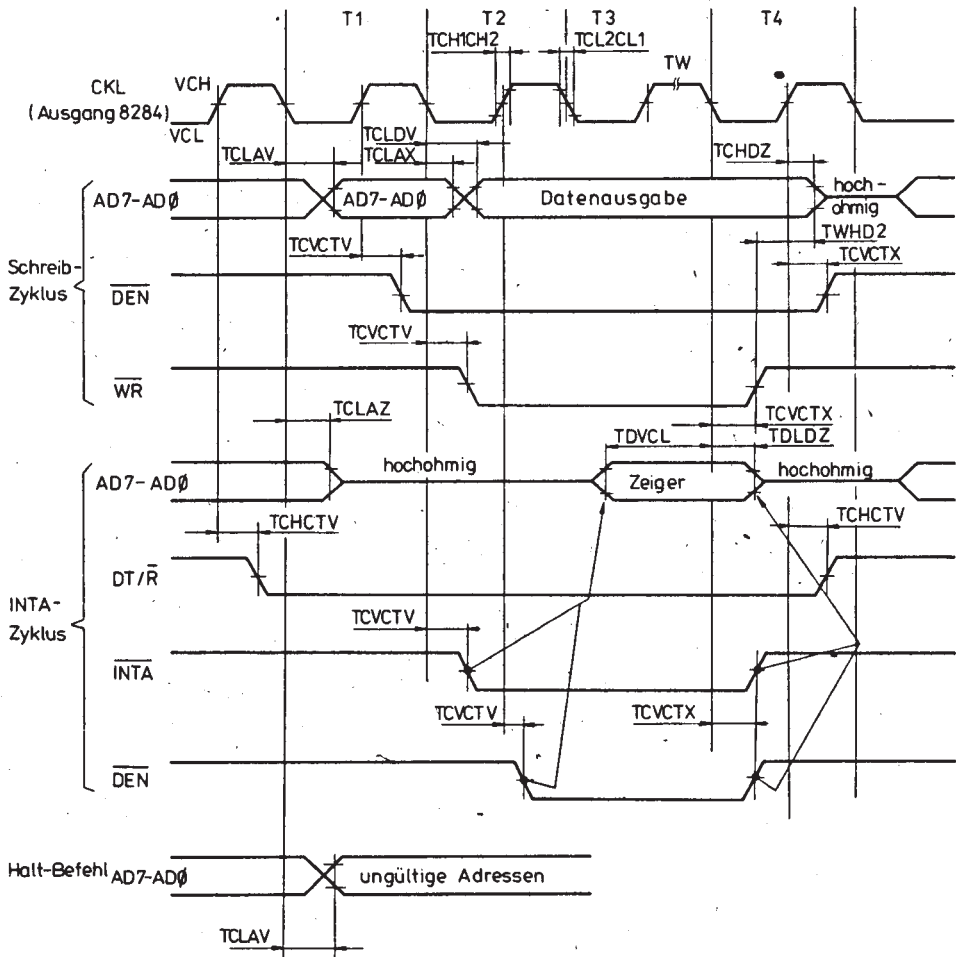 T1 T2 T3 T4
TCH1CH2 TCL2CL1
TW
CKL VCH
(Ausgang 8284)
VCL
TCLAV TCLDV TCHDZ
TCLAX
AD7-ADØ AD7-ADØ Datenausgabe hoch-
ohmig
TWHD2
TCVCTV TCVCTX
Schreib-
Zyklus
DEN
TCVCTV
WR
TCLAZ TCVCTX
TDVCL TDLDZ
AD7-ADØ hochohmig Zeiger hochohmig
TCHCTV TCHCTV
DT/R
INTA-
Zyklus
TCVCTV
INTA
TCVCTV TCVCTX
DEN
Halt-Befehl AD7-ADØ ungültige Adressen
TCLAV